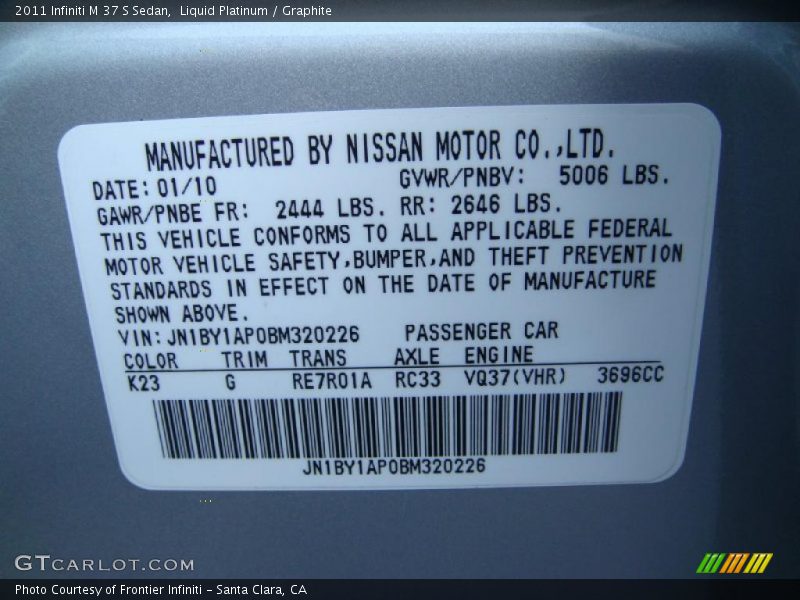 2011 Infiniti M 37 S Sedan,  Liquid Platinum / Graphite
MANUFACTURED BY NISSAN MOTOR CO.,LTD.
DATE: 01/10 GVWR/PNBV: 5006 LBS.
GAWR/PNBE FR: 2444 LBS. RR: 2646 LBS.
THIS VEHICLE CONFORMS TO ALL APPLICABLE FEDERAL
MOTOR VEHICLE SAFETY,BUMPER,AND THEFT PREVENTION
STANDARDS IN EFFECT ON THE DATE OF MANUFACTURE
SHOWN ABOVE.
VIN: JN1BY1AP0BM320226 PASSENGER CAR
COLOR TRIM TRANS AXLE ENGINE
K23 G RE7R01A RC33 VQ37(VHR) 3696CC
JN1BY1AP0BM320226
GTCARLOT.COM
Photo Courtesy of Frontier Infiniti - Santa Clara, CA